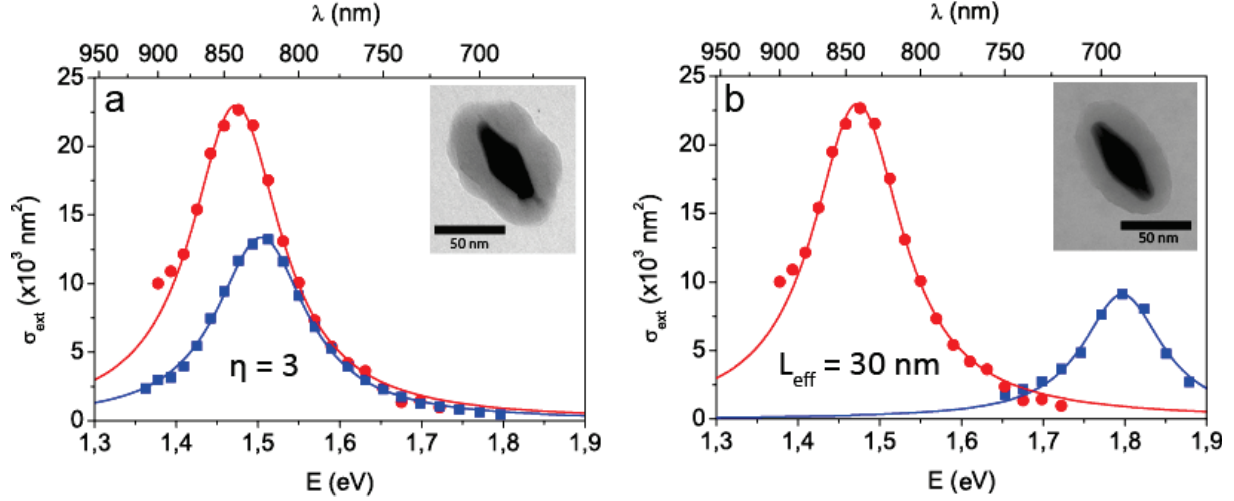 λ (nm)
950 900 850 800 750 700
a
25
20
15
10
5
0
σext (x10³ nm²)
50 nm
η = 3
1,3 1,4 1,5 1,6 1,7 1,8 1,9
E (eV)
λ (nm)
950 900 850 800 750 700
b
25
20
15
10
5
0
σext (x10³ nm²)
50 nm
Leff = 30 nm
1,3 1,4 1,5 1,6 1,7 1,8 1,9
E (eV)